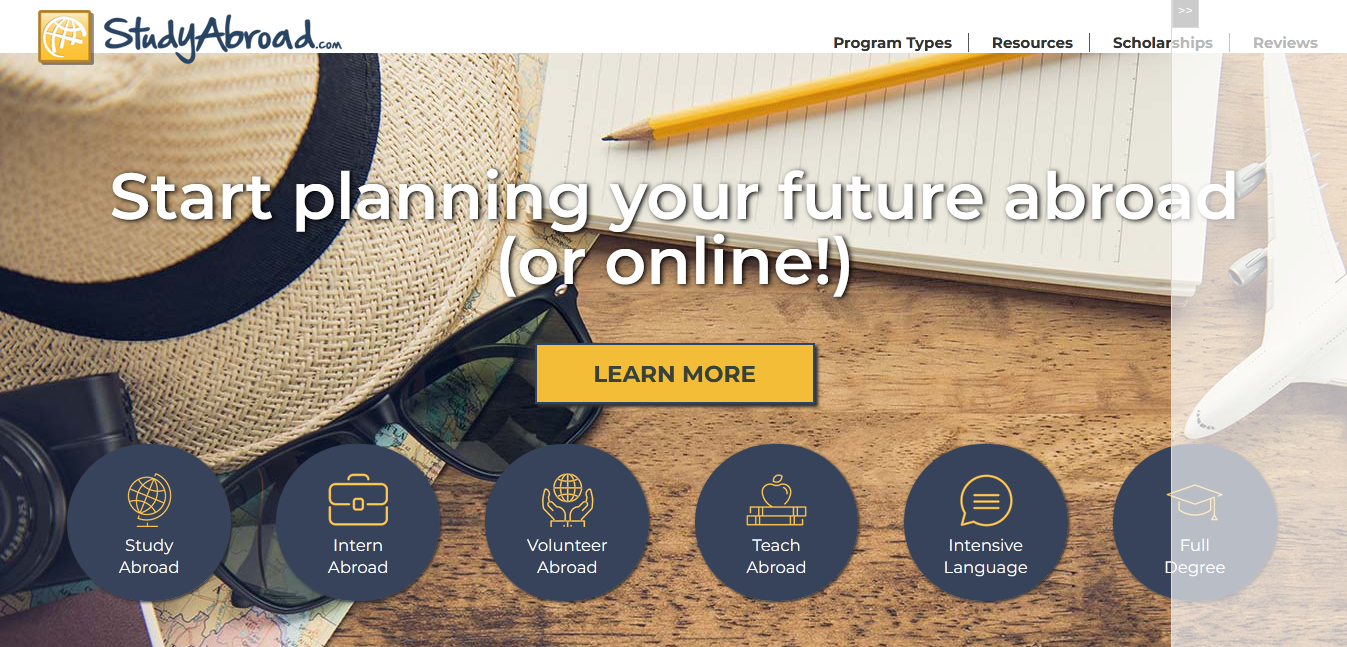 StudyAbroad.com
>>
Program Types
Resources
Scholarships
Reviews
Start planning your future abroad
(or online!)
LEARN MORE
Study
Abroad
Intern
Abroad
Volunteer
Abroad
Teach
Abroad
Intensive
Language
Full
Degree